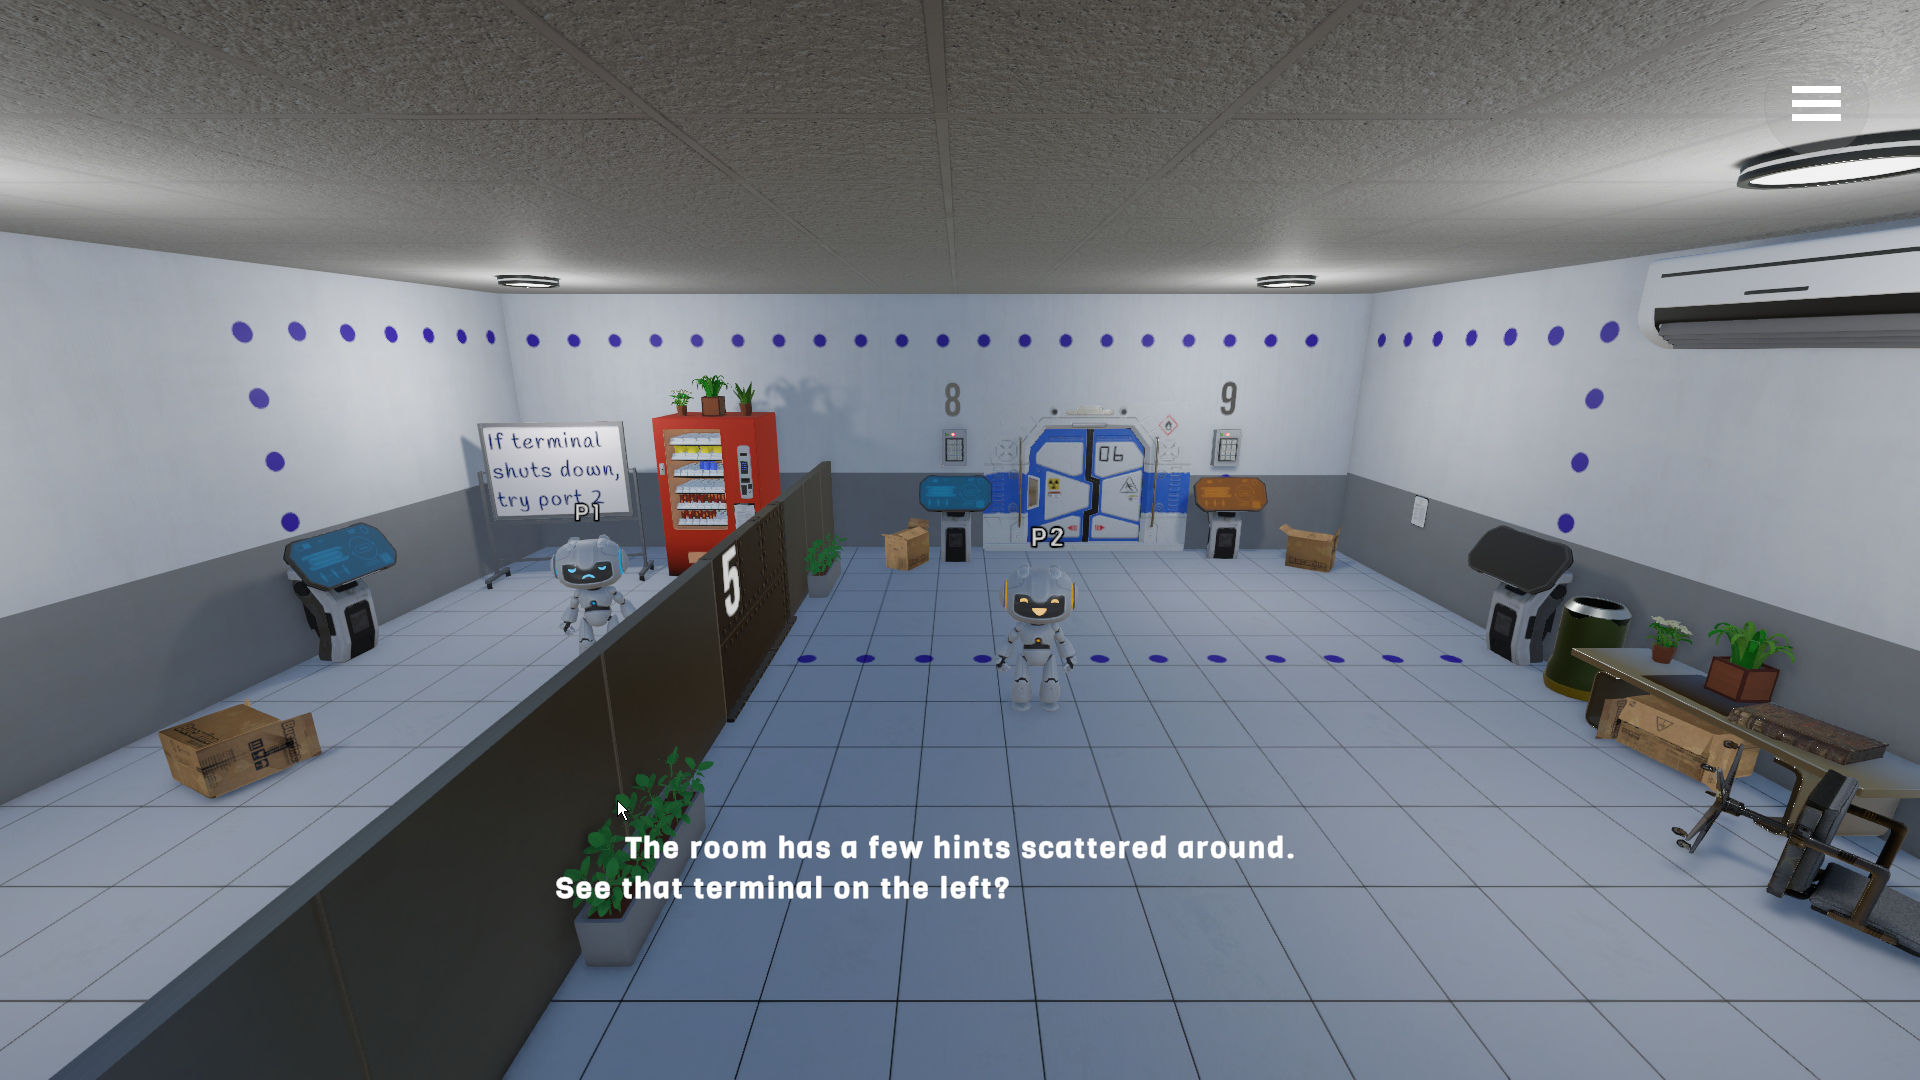 8
9
If terminal
shuts down,
try port 2
06
P1
P2
5
The room has a few hints scattered around.
See that terminal on the left?